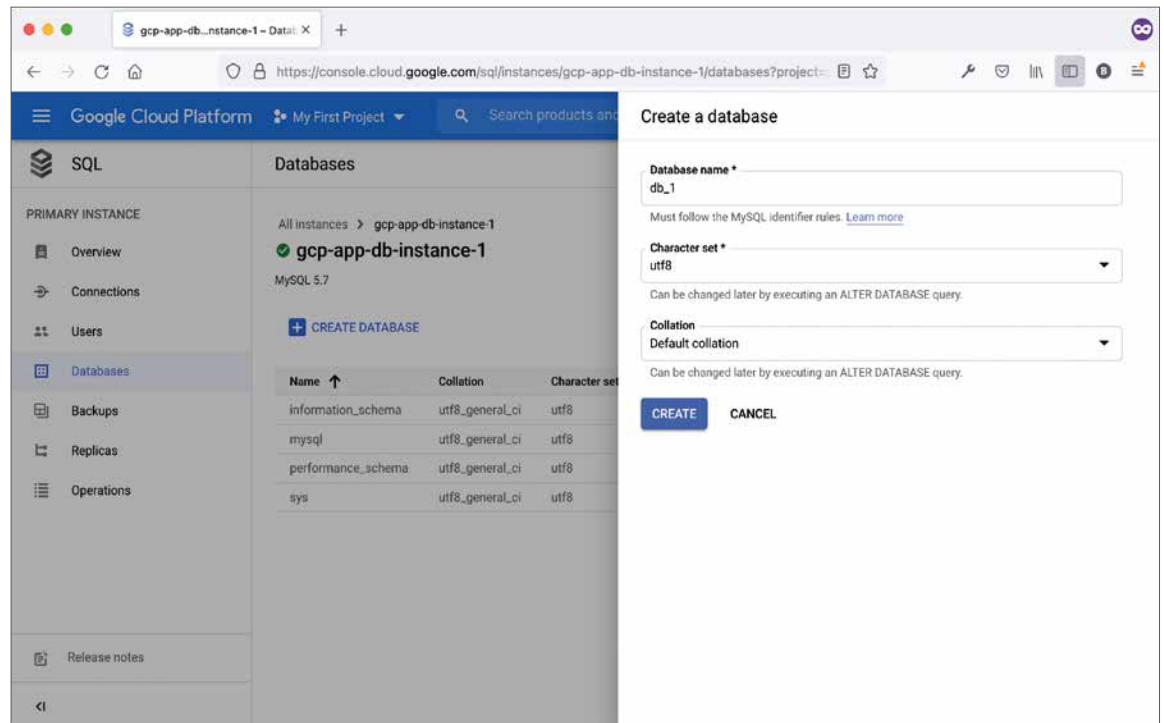 gcp-app-db...nstance-1 – Datab
https://console.cloud.google.com/sql/instances/gcp-app-db-instance-1/databases?project=
Google Cloud Platform
My First Project
Search products and
SQL
PRIMARY INSTANCE
Overview
Connections
Users
Databases
Backups
Replicas
Operations
Release notes
Databases
All instances > gcp-app-db-instance-1
gcp-app-db-instance-1
MySQL 5.7
CREATE DATABASE
Name ↑ Collation Character set
information_schema utf8_general_ci utf8
mysql utf8_general_ci utf8
performance_schema utf8_general_ci utf8
sys utf8_general_ci utf8
Create a database
Database name *
db_1
Must follow the MySQL identifier rules. Learn more
Character set *
utf8
Can be changed later by executing an ALTER DATABASE query.
Collation
Default collation
Can be changed later by executing an ALTER DATABASE query.
CREATE CANCEL